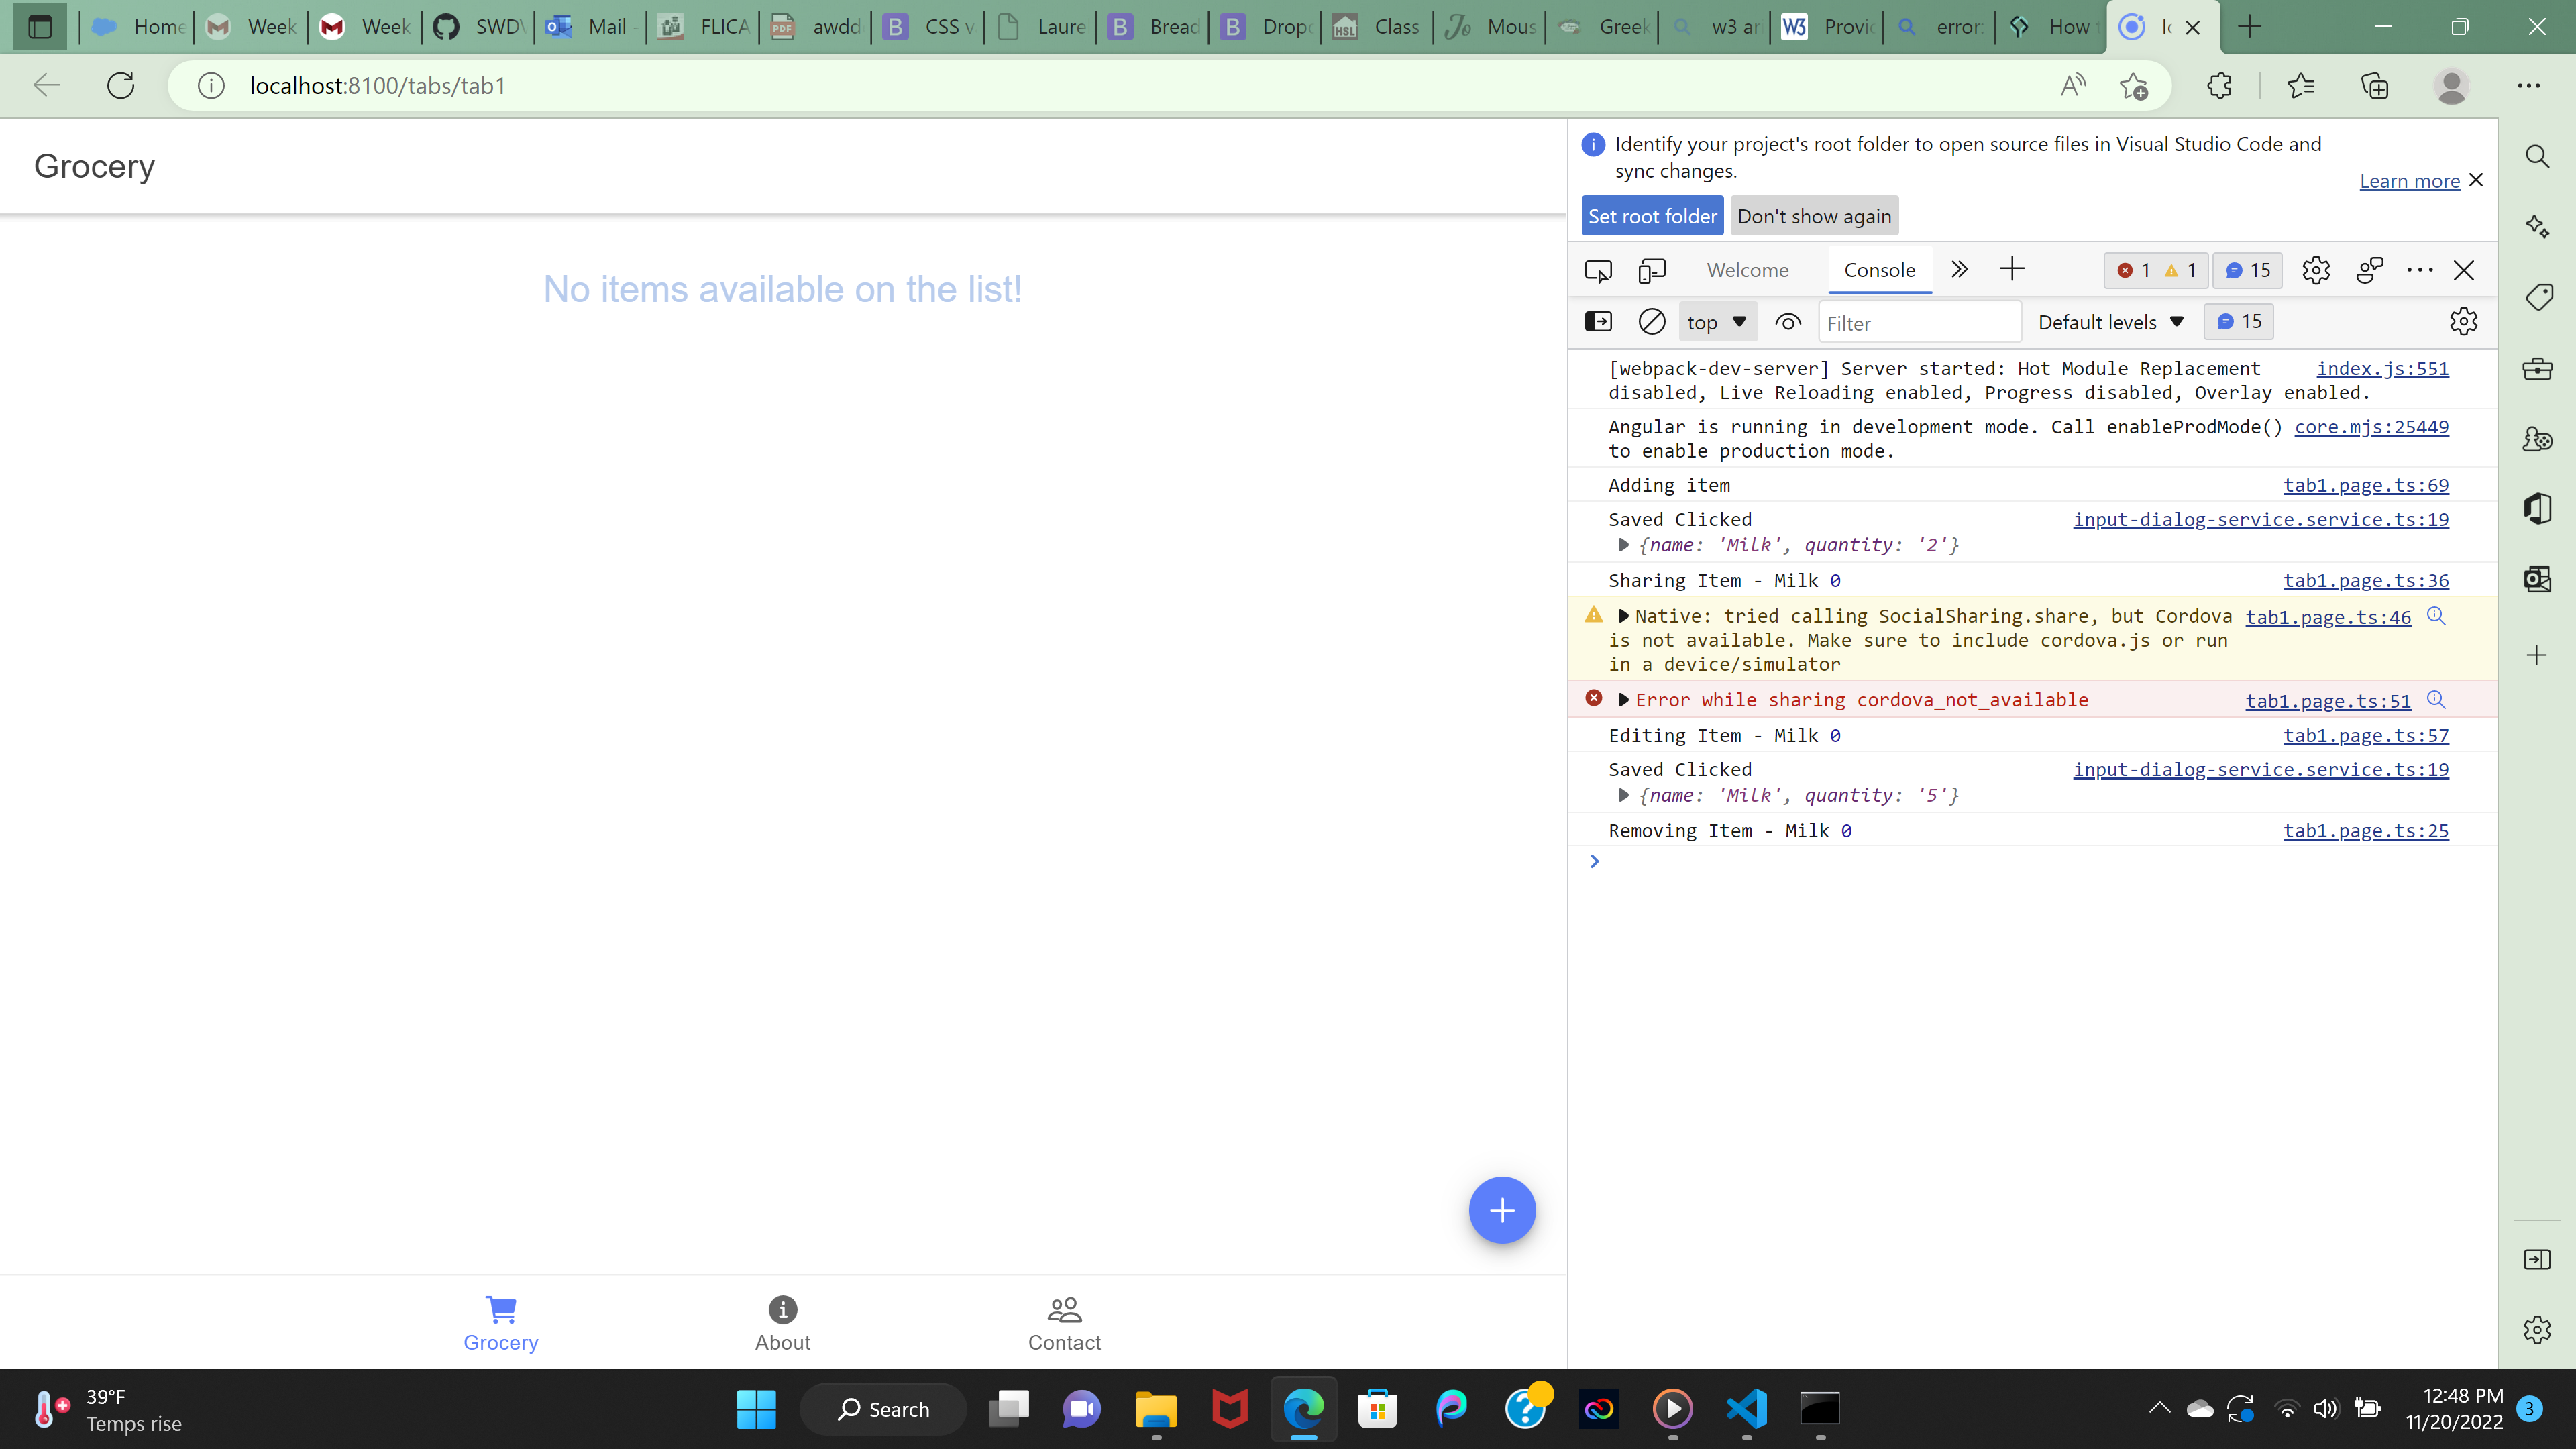 Home
Week
Week
SWDV
Mail -
FLICA
awdd
CSS v
Laure
Bread
Dropd
Class
Mous
Greek
w3 ar
Provid
error:
How t
localhost:8100/tabs/tab1
Grocery
No items available on the list!
Grocery
About
Contact
Identify your project's root folder to open source files in Visual Studio Code and
sync changes.
Learn more
Set root folder
Don't show again
Welcome
Console
1
1
15
top
Filter
Default levels
15
[webpack-dev-server] Server started: Hot Module Replacement index.js:551
disabled, Live Reloading enabled, Progress disabled, Overlay enabled.
Angular is running in development mode. Call enableProdMode() core.mjs:25449
to enable production mode.
Adding item tab1.page.ts:69
Saved Clicked input-dialog-service.service.ts:19
{name: 'Milk', quantity: '2'}
Sharing Item - Milk 0 tab1.page.ts:36
Native: tried calling SocialSharing.share, but Cordova tab1.page.ts:46
is not available. Make sure to include cordova.js or run
in a device/simulator
Error while sharing cordova_not_available tab1.page.ts:51
Editing Item - Milk 0 tab1.page.ts:57
Saved Clicked input-dialog-service.service.ts:19
{name: 'Milk', quantity: '5'}
Removing Item - Milk 0 tab1.page.ts:25
39°F
Temps rise
Search
12:48 PM
11/20/2022
3